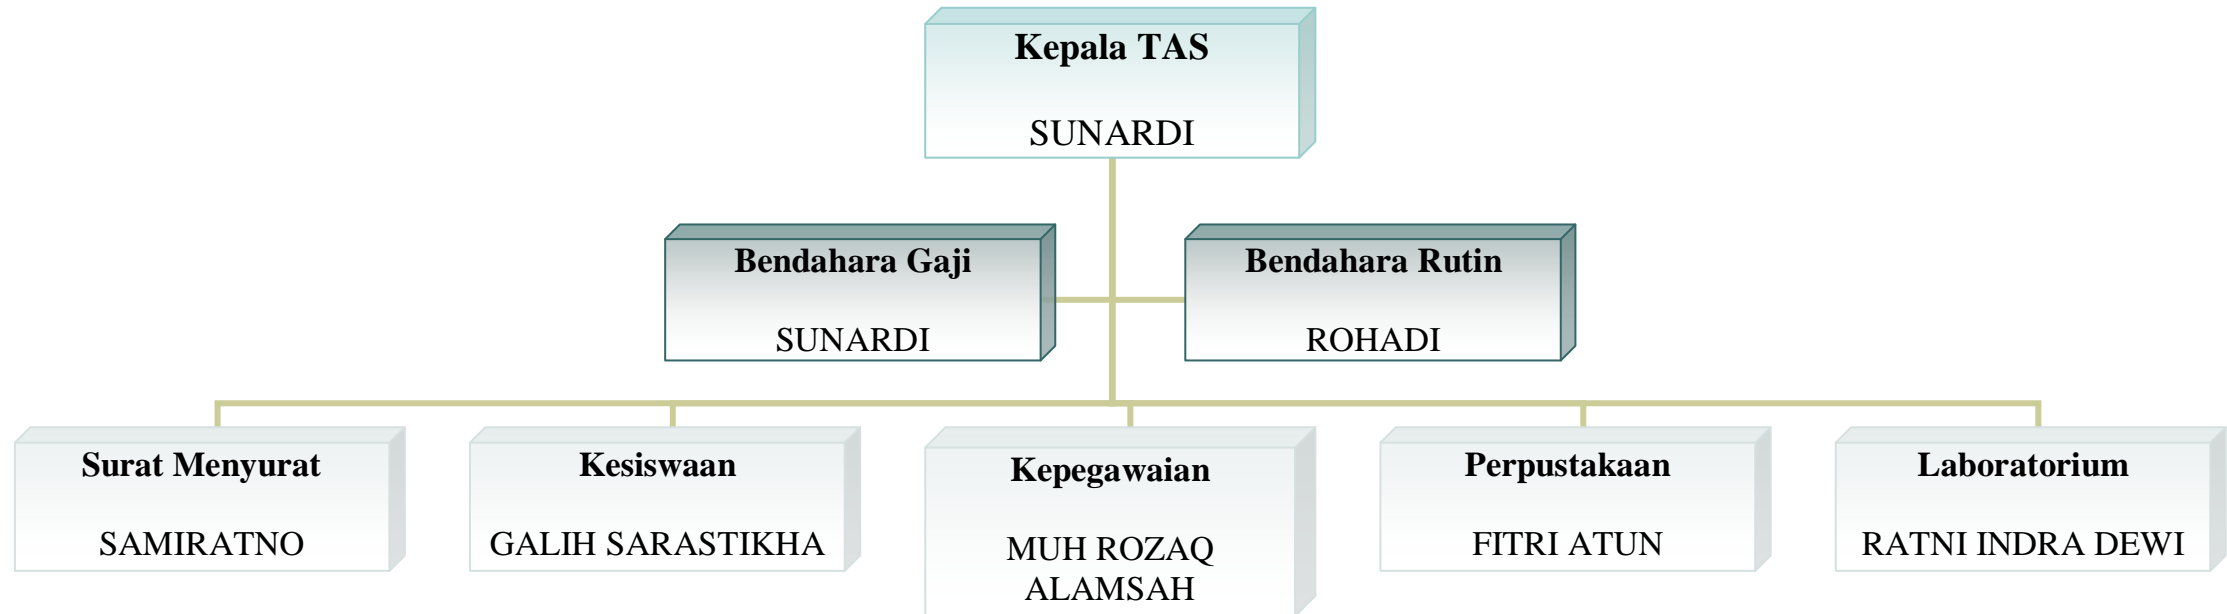 Kepala TAS
SUNARDI
Bendahara Gaji
SUNARDI
Bendahara Rutin
ROHADI
Surat Menyurat
SAMIRATNO
Kesiswaan
GALIH SARASTIKHA
Kepegawaian
MUH ROZAQ
ALAMSAH
Perpustakaan
FITRI ATUN
Laboratorium
RATNI INDRA DEWI